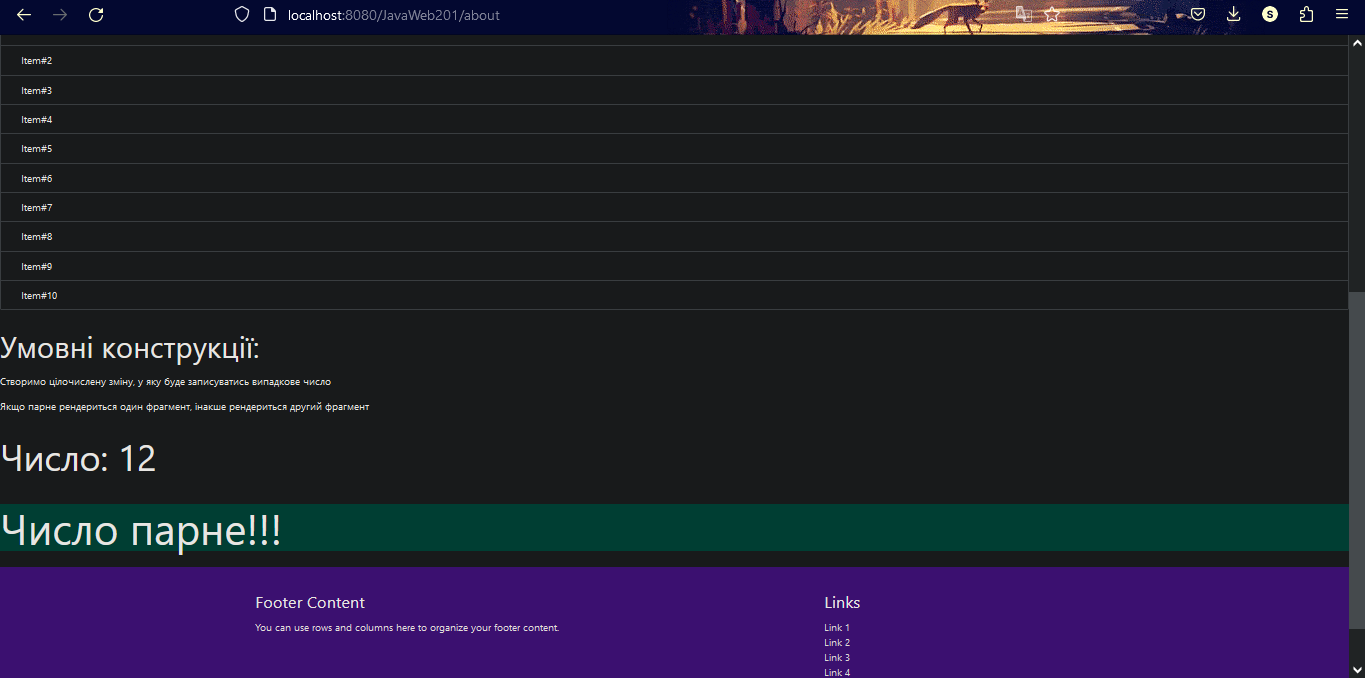 localhost:8080/JavaWeb201/about
S
Item#2
Item#3
Item#4
Item#5
Item#6
Item#7
Item#8
Item#9
Item#10
Умовні конструкції:
Створимо цілочислену зміну, у яку буде записуватись випадкове число
Якщо парне рендериться один фрагмент, інакше рендериться другий фрагмент
Число: 12
Число парне!!!
Footer Content
You can use rows and columns here to organize your footer content.
Links
Link 1
Link 2
Link 3
Link 4